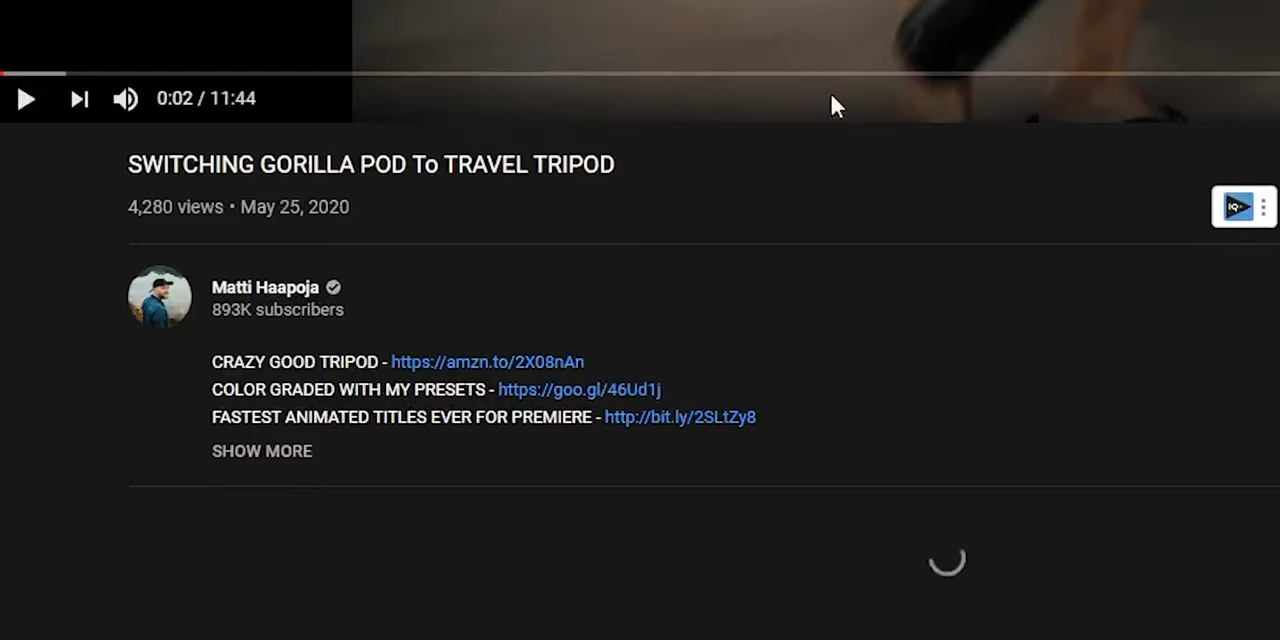 0:02 / 11:44
SWITCHING GORILLA POD To TRAVEL TRIPOD
4,280 views • May 25, 2020
IQ
Matti Haapoja
893K subscribers
CRAZY GOOD TRIPOD - https://amzn.to/2X08nAn
COLOR GRADED WITH MY PRESETS - https://goo.gl/46Ud1j
FASTEST ANIMATED TITLES EVER FOR PREMIERE - http://bit.ly/2SLtZy8
SHOW MORE